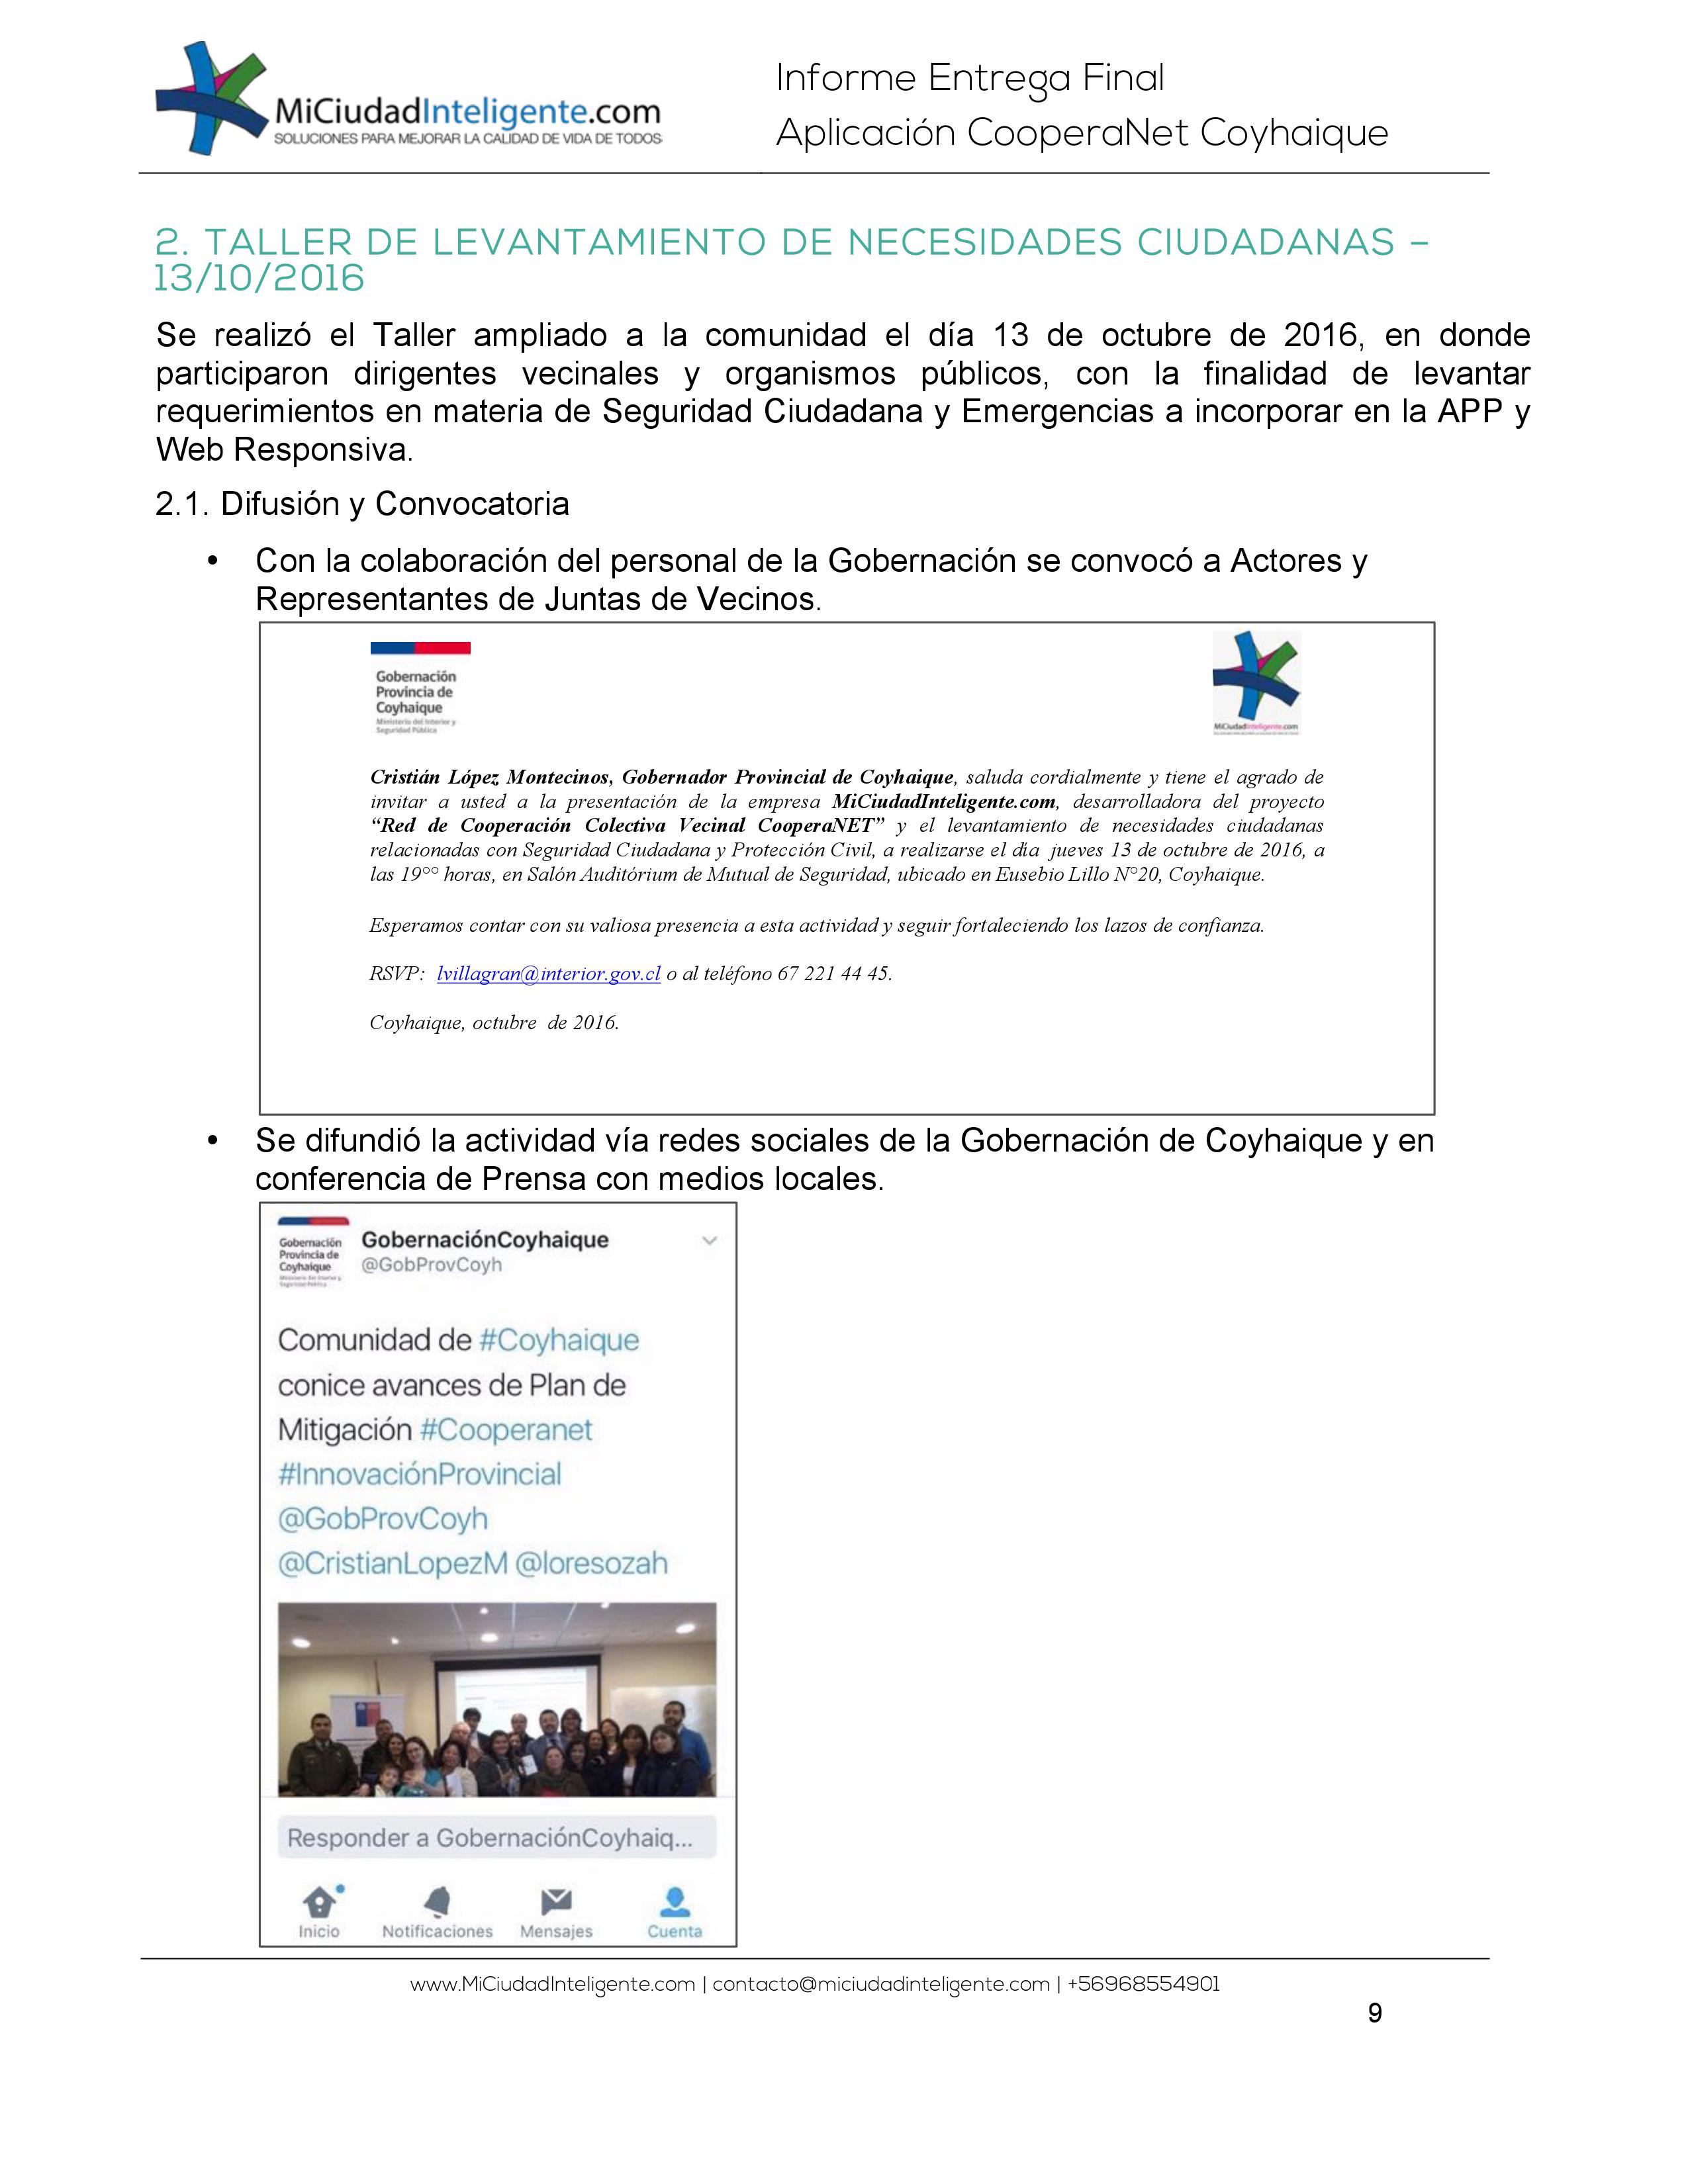 MiCiudadInteligente.com
SOLUCIONES PARA MEJORAR LA CALIDAD DE VIDA DE TODOS
Informe Entrega Final
Aplicación CooperaNet Coyhaique
2. TALLER DE LEVANTAMIENTO DE NECESIDADES CIUDADANAS –
13/10/2016
Se realizó el Taller ampliado a la comunidad el día 13 de octubre de 2016, en donde
participaron dirigentes vecinales y organismos públicos, con la finalidad de levantar
requerimientos en materia de Seguridad Ciudadana y Emergencias a incorporar en la APP y
Web Responsiva.
2.1. Difusión y Convocatoria
• Con la colaboración del personal de la Gobernación se convocó a Actores y
Representantes de Juntas de Vecinos.
Gobernación
Provincia de
Coyhaique
Ministerio del Interior y
Seguridad Pública
MiCiudadInteligente.com
Cristián López Montecinos, Gobernador Provincial de Coyhaique, saluda cordialmente y tiene el agrado de
invitar a usted a la presentación de la empresa MiCiudadInteligente.com, desarrolladora del proyecto
“Red de Cooperación Colectiva Vecinal CooperaNET” y el levantamiento de necesidades ciudadanas
relacionadas con Seguridad Ciudadana y Protección Civil, a realizarse el día jueves 13 de octubre de 2016, a
las 19°° horas, en Salón Auditórium de Mutual de Seguridad, ubicado en Eusebio Lillo N°20, Coyhaique.
Esperamos contar con su valiosa presencia a esta actividad y seguir fortaleciendo los lazos de confianza.
RSVP: lvillagran@interior.gov.cl o al teléfono 67 221 44 45.
Coyhaique, octubre de 2016.
• Se difundió la actividad vía redes sociales de la Gobernación de Coyhaique y en
conferencia de Prensa con medios locales.
Gobernación
Provincia de
Coyhaique
Ministerio del Interior y
Seguridad Pública
GobernaciónCoyhaique
@GobProvCoyh
Comunidad de #Coyhaique
conice avances de Plan de
Mitigación #Cooperanet
#InnovaciónProvincial
@GobProvCoyh
@CristianLopezM @loresozah
Responder a GobernaciónCoyhaiq...
Inicio Notificaciones Mensajes Cuenta
www.MiCiudadInteligente.com | contacto@miciudadinteligente.com | +56968554901
9